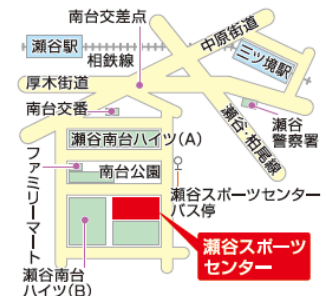 南台交差点
瀬谷駅
相鉄線
中原街道
三ツ境駅
厚木街道
南台交番
瀬谷・柏尾線
瀬谷
警察署
瀬谷南台ハイツ(A)
ファミリーマート
南台公園
瀬谷スポーツセンター
バス停
瀬谷スポーツ
センター
瀬谷南台
ハイツ(B)